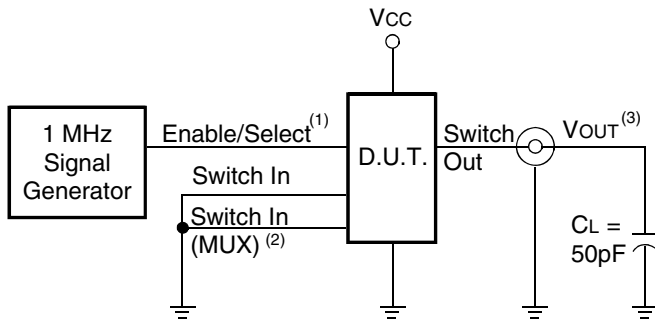 VCC
1 MHz
Signal
Generator
Enable/Select(1)
D.U.T.
Switch
Out
VOUT(3)
Switch In
Switch In
(MUX)(2)
CL =
50pF